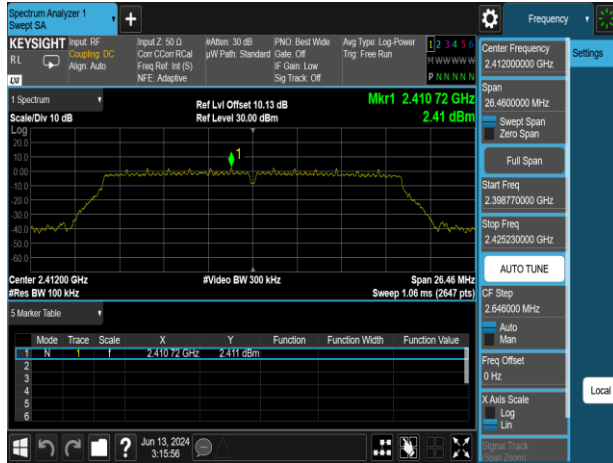 Spectrum Analyzer 1
Swept SA
+
Frequency
KEYSIGHT
RL
LXI
Input: RF
Coupling: DC
Align: Auto
Input Z: 50 Ω
Corr CCorr RCal
Freq Ref: Int (S)
NFE: Adaptive
#Atten: 30 dB
µW Path: Standard
PNO: Best Wide
Gate: Off
IF Gain: Low
Sig Track: Off
Avg Type: Log-Power
Trig: Free Run
1 2 3 4 5 6
M W W W W W
P N N N N N
Center Frequency
2.412000000 GHz
Settings
Span
26.4600000 MHz
Swept Span
Zero Span
Full Span
Start Freq
2.398770000 GHz
Stop Freq
2.425230000 GHz
AUTO TUNE
CF Step
2.646000 MHz
Auto
Man
Freq Offset
0 Hz
X Axis Scale
Log
Lin
Signal Track
(Span Zoom)
Local
1 Spectrum
Scale/Div 10 dB
Log
Ref Lvl Offset 10.13 dB
Ref Level 30.00 dBm
Mkr1 2.410 72 GHz
2.41 dBm
1
20.0
10.0
0.00
-10.0
-20.0
-30.0
-40.0
-50.0
-60.0
Center 2.41200 GHz
#Res BW 100 kHz
#Video BW 300 kHz
Span 26.46 MHz
Sweep 1.06 ms (2647 pts)
5 Marker Table
Mode Trace Scale X Y Function Function Width Function Value
1 N 1 f 2.410 72 GHz 2.411 dBm
2
3
4
5
6
?
Jun 13, 2024
3:15:56